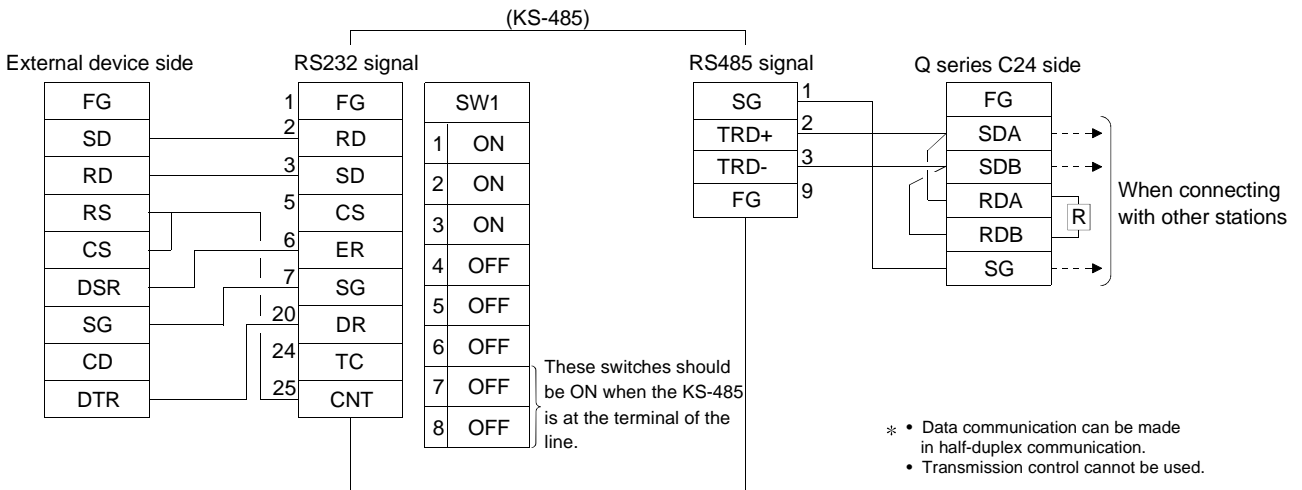 (KS-485)
External device side
RS232 signal
RS485 signal
Q series C24 side
FG
SD
RD
RS
CS
DSR
SG
CD
DTR
1 FG
2 RD
3 SD
5 CS
6 ER
7 SG
20 DR
24 TC
25 CNT
SW1
1 ON
2 ON
3 ON
4 OFF
5 OFF
6 OFF
7 OFF
8 OFF
These switches should
be ON when the KS-485
is at the terminal of the
line.
SG 1
TRD+ 2
TRD- 3
FG 9
FG
SDA
SDB
RDA
RDB
SG
R
When connecting
with other stations
* • Data communication can be made
in half-duplex communication.
• Transmission control cannot be used.